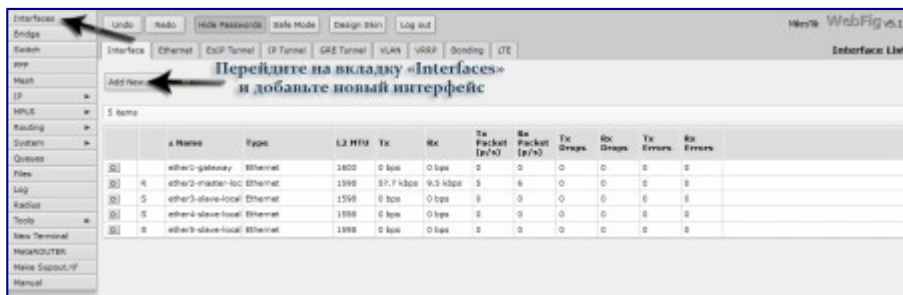 Interfaces
Bridge
Switch
PPP
Mesh
IP
MPLS
Routing
System
Queues
Files
Log
Radius
Tools
New Terminal
MetaROUTER
Make Supout.rif
Manual
Undo Redo Hide Passwords Safe Mode Design Skin Log out
MikroTik WebFig v5.1
Interface Ethernet EoIP Tunnel IP Tunnel GRE Tunnel VLAN VRRP Bonding LTE
Interface List
Add New
Перейдите на вкладку «Interfaces»
и добавьте новый интерфейс
5 items
▲ Name Type L2 MTU Tx Rx Tx Packet (p/s) Rx Packet (p/s) Tx Drops Rx Drops Tx Errors Rx Errors
D ether1-gateway Ethernet 1600 0 bps 0 bps 0 0 0 0 0 0
D R ether2-master-loc Ethernet 1598 57.7 kbps 9.5 kbps 5 6 0 0 0 0
D S ether3-slave-local Ethernet 1598 0 bps 0 bps 0 0 0 0 0 0
D S ether4-slave-local Ethernet 1598 0 bps 0 bps 0 0 0 0 0 0
D S ether5-slave-local Ethernet 1598 0 bps 0 bps 0 0 0 0 0 0